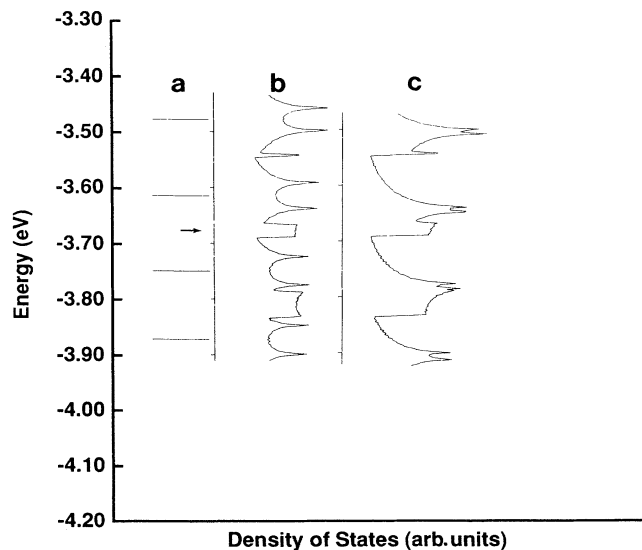 -3.30
-3.40
-3.50
-3.60
-3.70
-3.80
-3.90
-4.00
-4.10
-4.20
Energy (eV)
a
b
c
Density of States (arb. units)